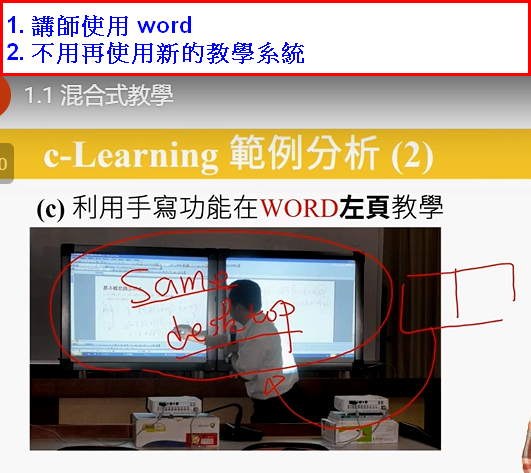 1. 講師使用 word
2. 不用再使用新的教學系統
1.1 混合式教學
0
c-Learning 範例分析 (2)
(c) 利用手寫功能在WORD左頁教學
same
desktop